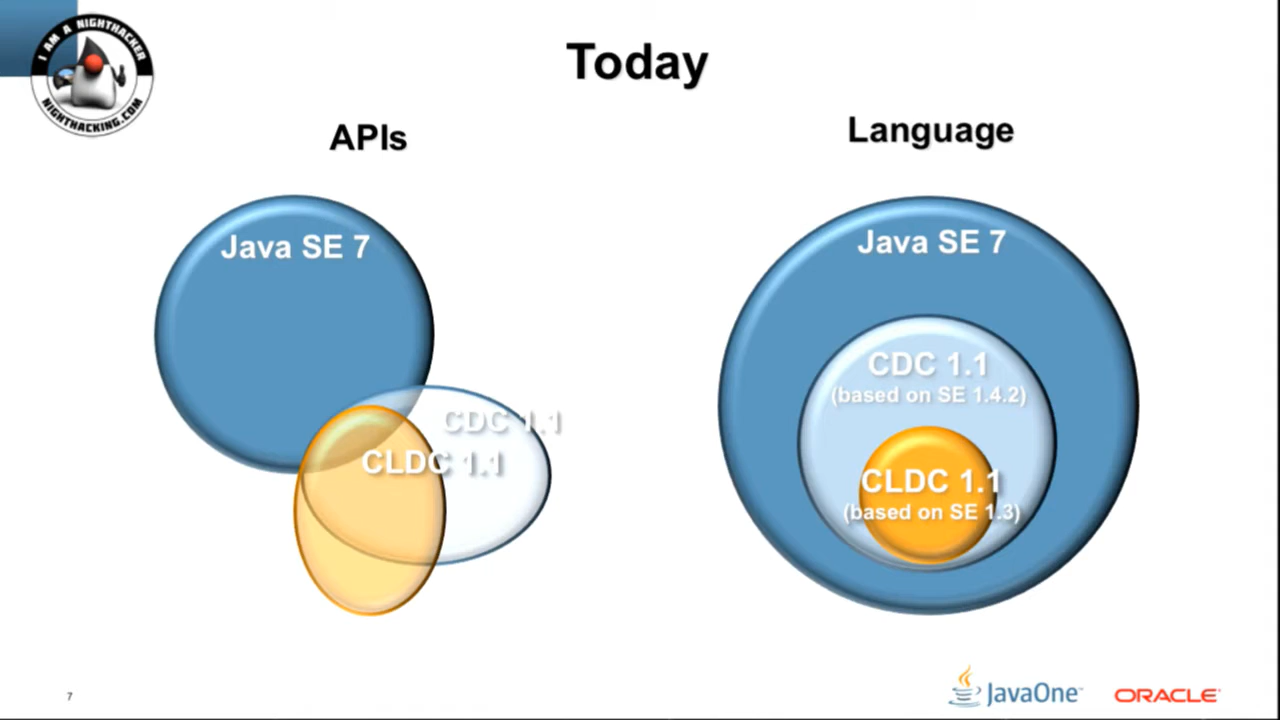 I AM A NIGHTHACKER
NIGHTHACKING.COM
Today
APIs
Java SE 7
CDC 1.1
CLDC 1.1
Language
Java SE 7
CDC 1.1
(based on SE 1.4.2)
CLDC 1.1
(based on SE 1.3)
7
JavaOne™
ORACLE®